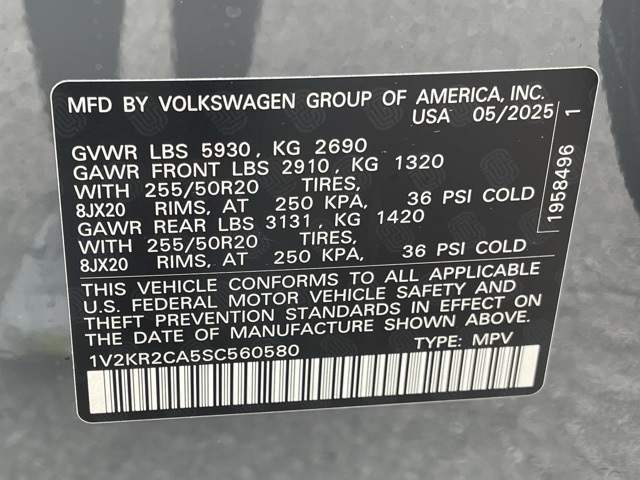 MFD BY VOLKSWAGEN GROUP OF AMERICA, INC.
USA 05/2025
GVWR LBS 5930, KG 2690
GAWR FRONT LBS 2910, KG 1320
WITH 255/50R20 TIRES,
8JX20 RIMS, AT 250 KPA, 36 PSI COLD
GAWR REAR LBS 3131, KG 1420
WITH 255/50R20 TIRES,
8JX20 RIMS, AT 250 KPA, 36 PSI COLD
THIS VEHICLE CONFORMS TO ALL APPLICABLE
U.S. FEDERAL MOTOR VEHICLE SAFETY AND
THEFT PREVENTION STANDARDS IN EFFECT ON
THE DATE OF MANUFACTURE SHOWN ABOVE.
1V2KR2CA5SC560580 TYPE: MPV
1958496 1